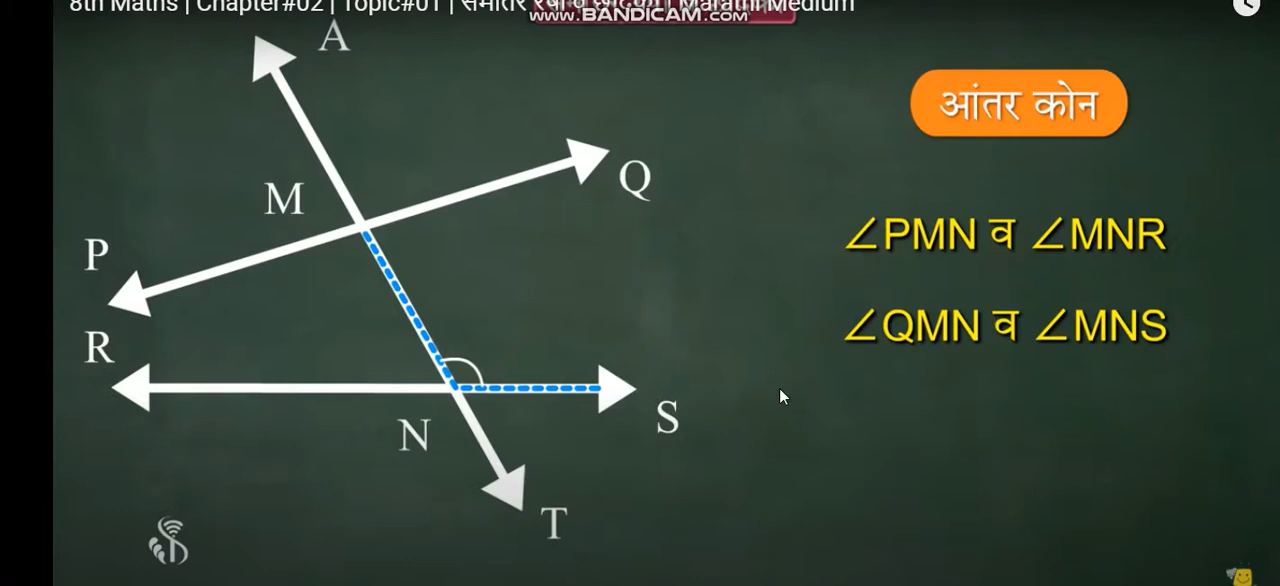 8th Maths | Chapter#02 | Topic#01 | समांतर रेषा व छेदिका | Marathi Medium
www.BANDICAM.com
A
आंतर कोन
M
Q
∠PMN व ∠MNR
P
∠QMN व ∠MNS
R
S
N
T